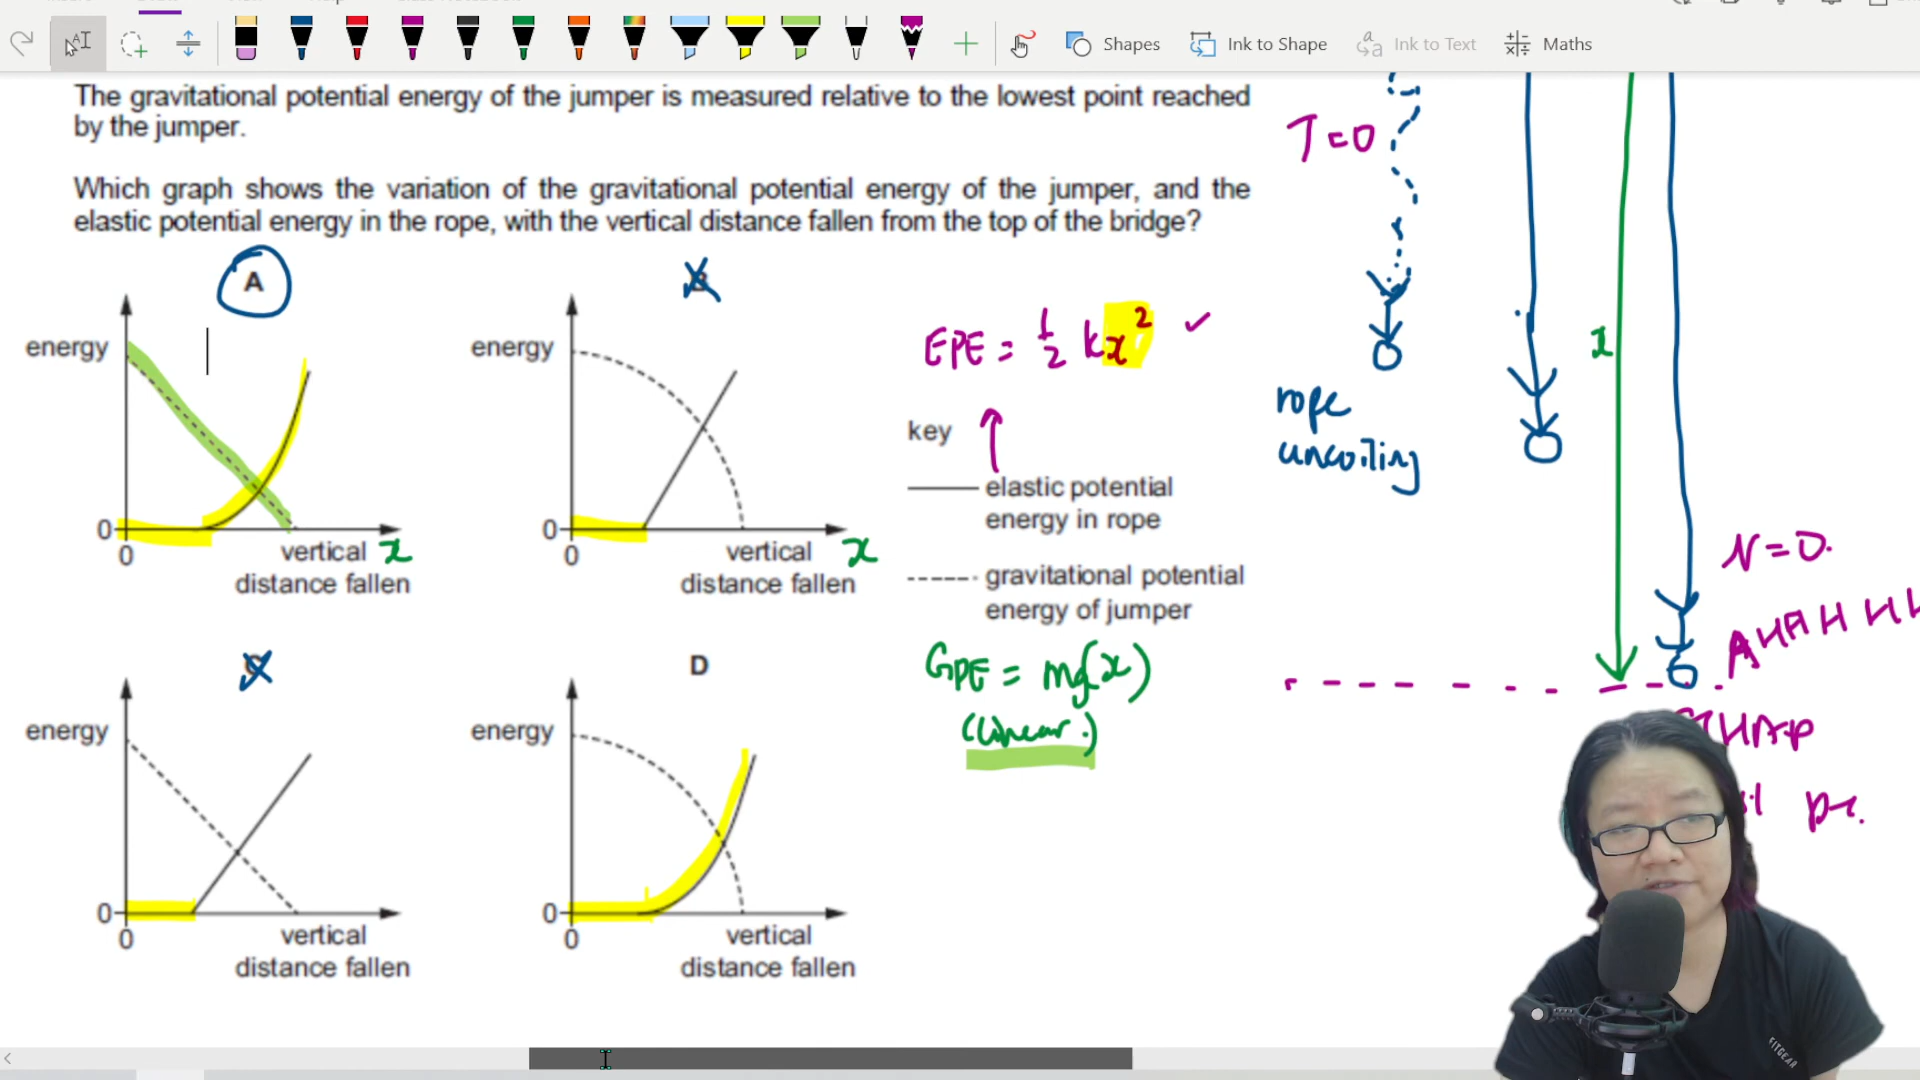 Shapes
Ink to Shape
Ink to Text
Maths
The gravitational potential energy of the jumper is measured relative to the lowest point reached
by the jumper.
Which graph shows the variation of the gravitational potential energy of the jumper, and the
elastic potential energy in the rope, with the vertical distance fallen from the top of the bridge?
A
energy
0
0
vertical x
distance fallen
B
energy
0
0
vertical x
distance fallen
EPE = 1/2 kx² ✓
key
elastic potential
energy in rope
gravitational potential
energy of jumper
C
energy
0
0
vertical
distance fallen
D
energy
0
0
vertical
distance fallen
GPE = mg(x)
(linear.)
T=0
rope
uncoiling
x
N=0.
AHAHHH
FITGEAR